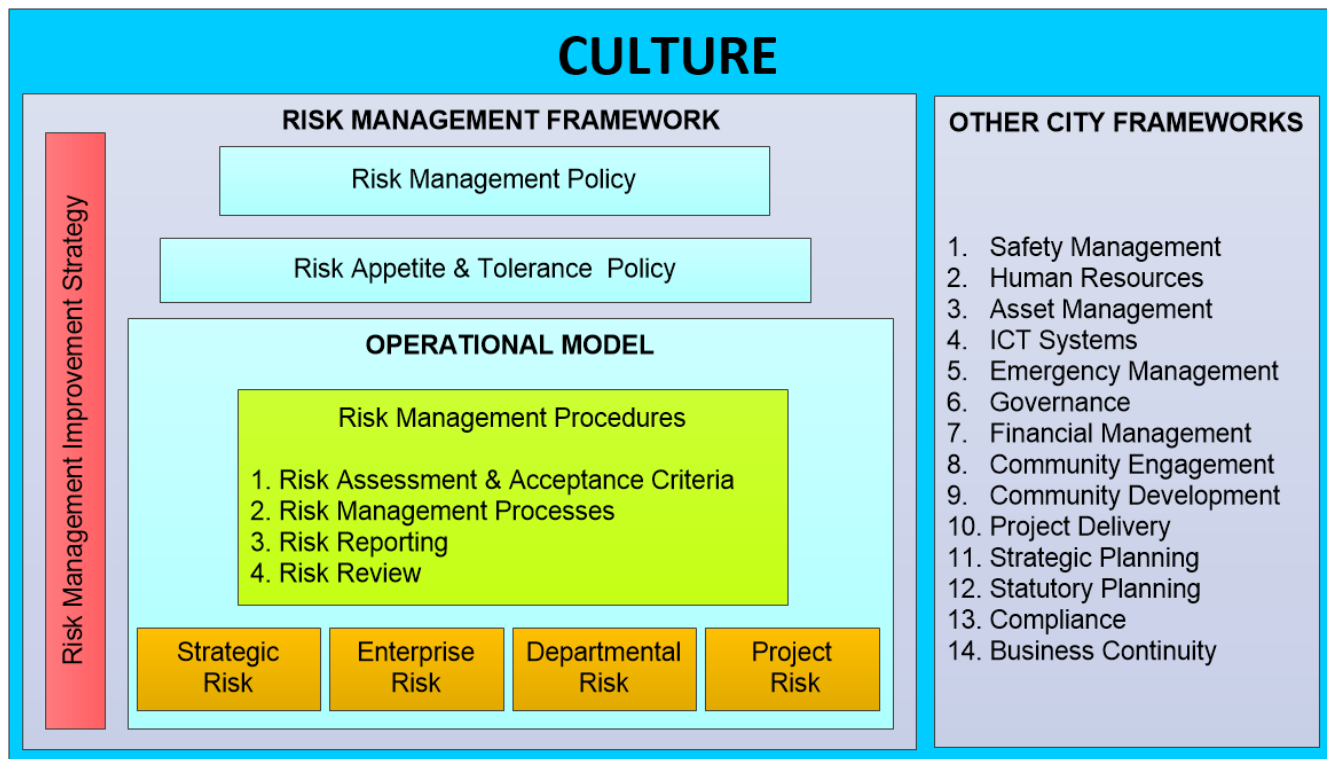 CULTURE
RISK MANAGEMENT FRAMEWORK
Risk Management Improvement Strategy
Risk Management Policy
Risk Appetite & Tolerance Policy
OPERATIONAL MODEL
Risk Management Procedures
1. Risk Assessment & Acceptance Criteria
2. Risk Management Processes
3. Risk Reporting
4. Risk Review
Strategic
Risk
Enterprise
Risk
Departmental
Risk
Project
Risk
OTHER CITY FRAMEWORKS
1. Safety Management
2. Human Resources
3. Asset Management
4. ICT Systems
5. Emergency Management
6. Governance
7. Financial Management
8. Community Engagement
9. Community Development
10. Project Delivery
11. Strategic Planning
12. Statutory Planning
13. Compliance
14. Business Continuity